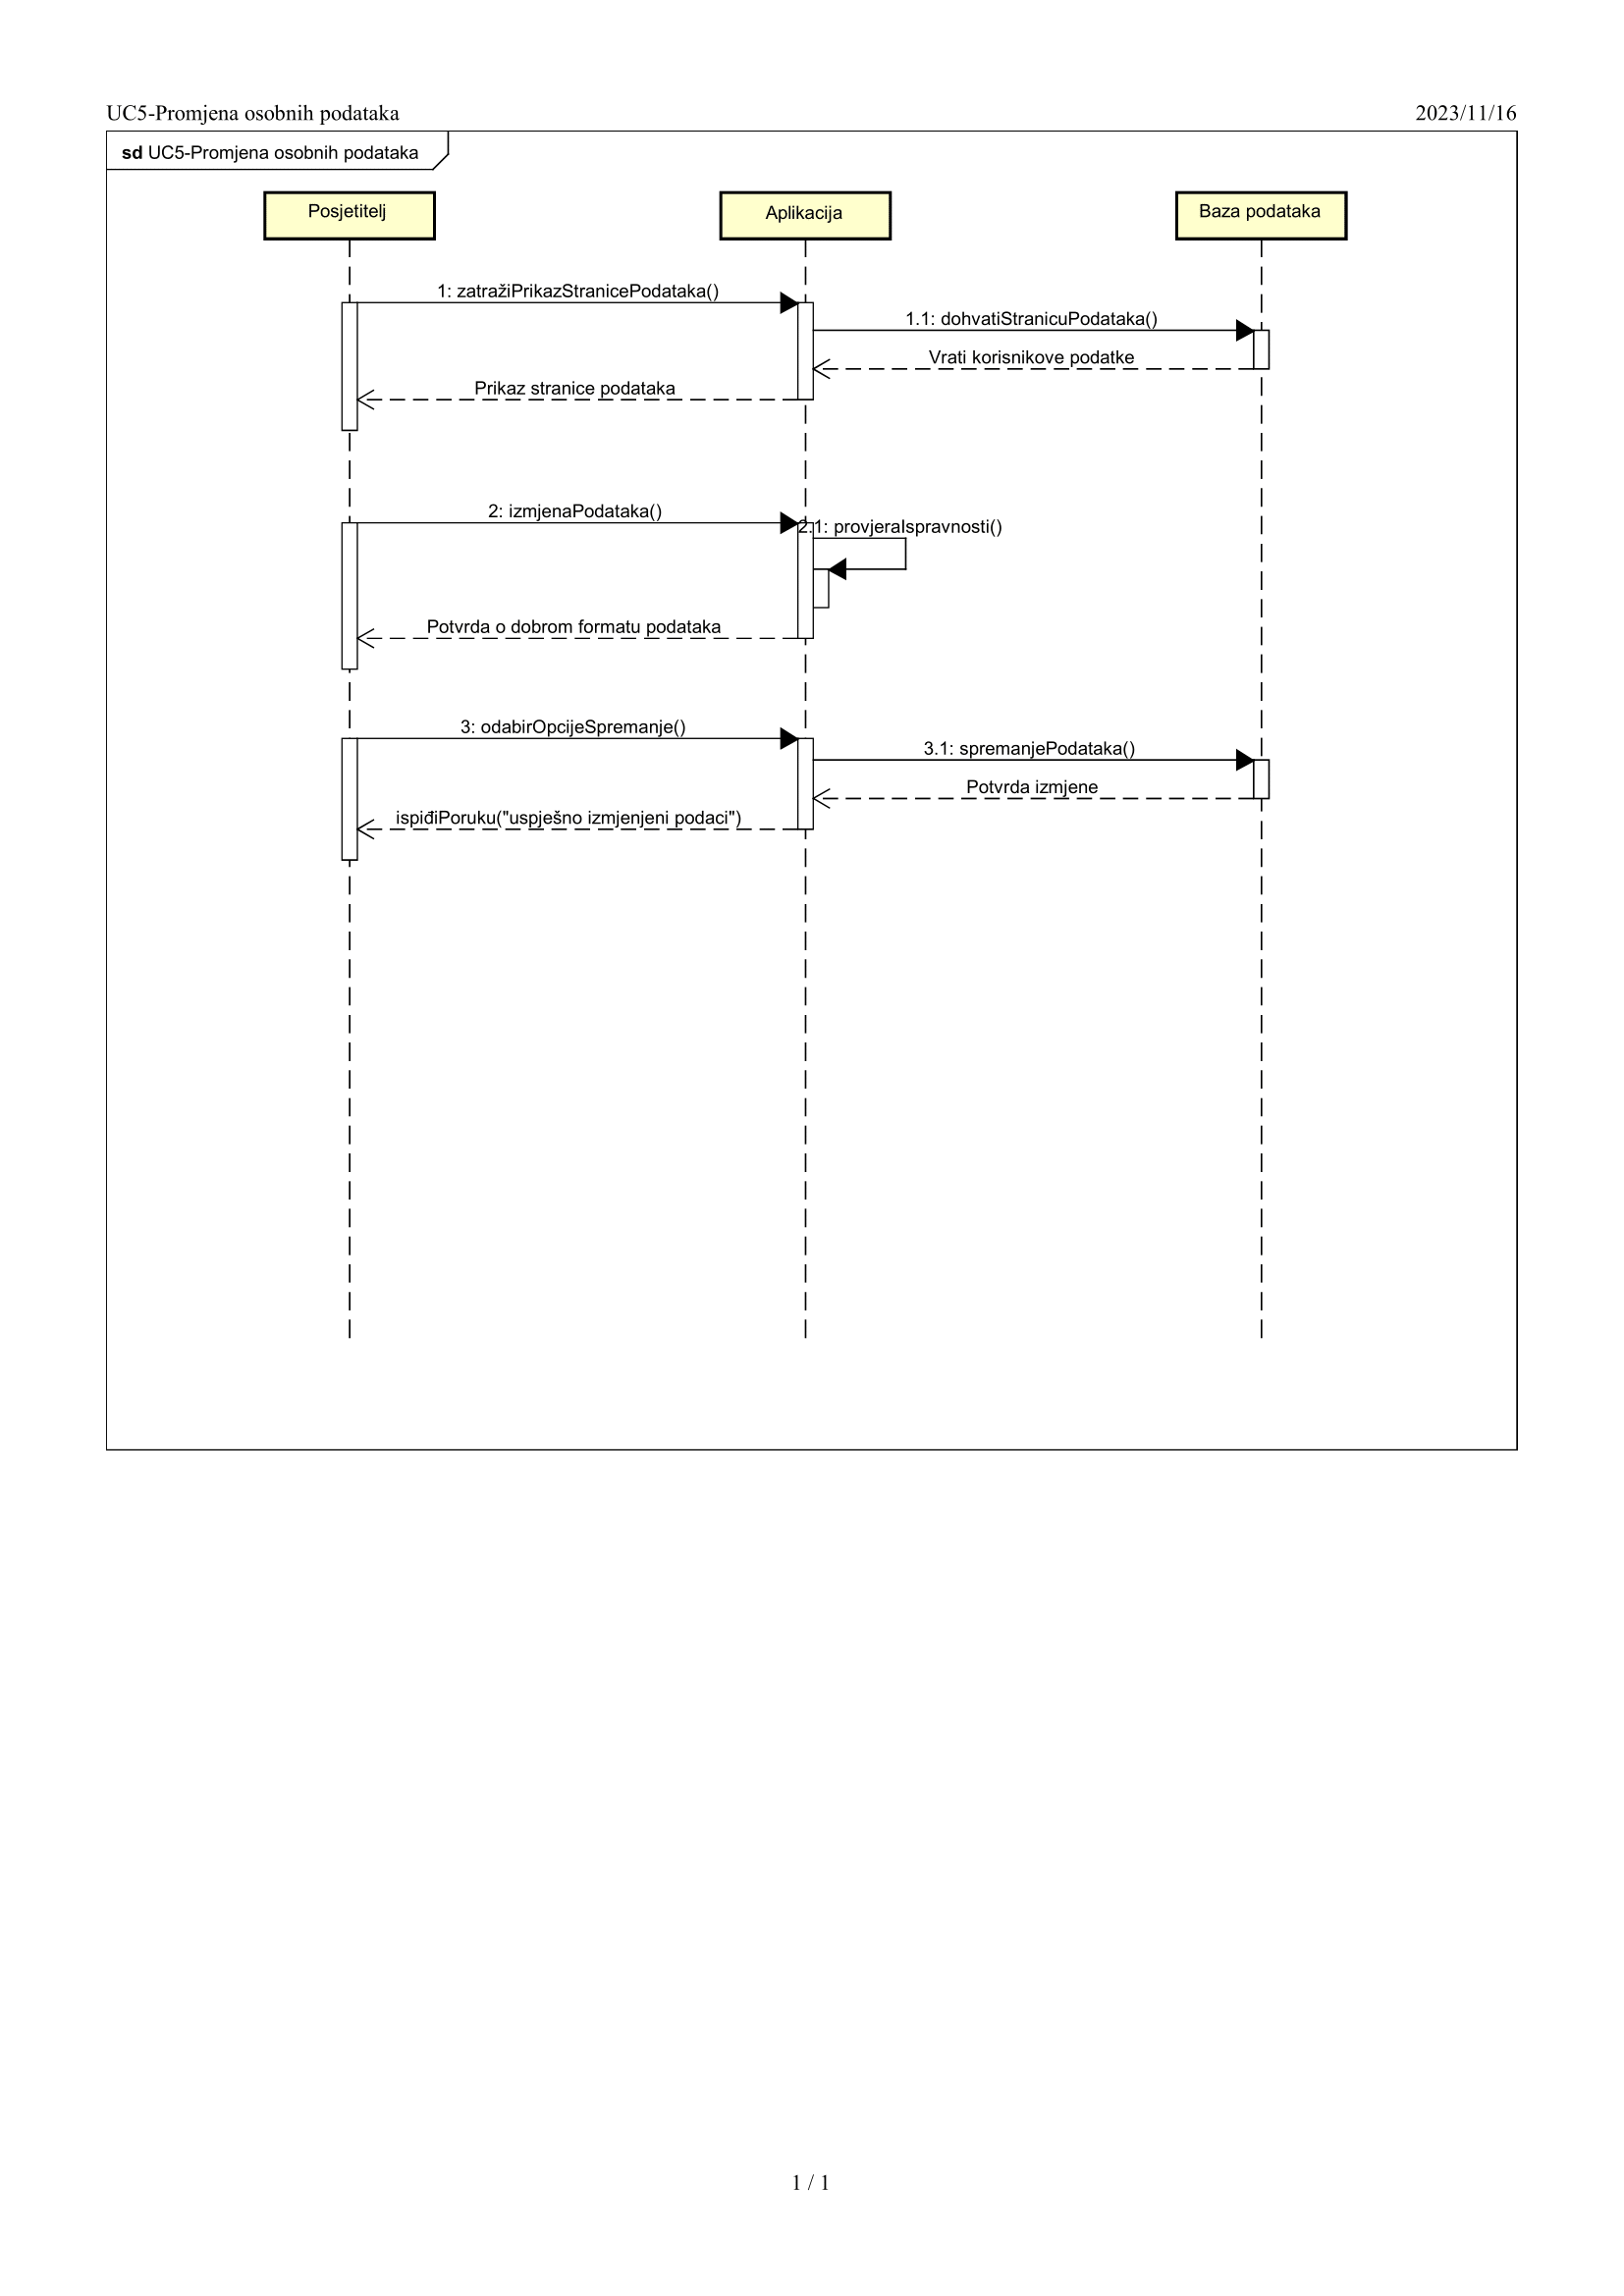 UC5-Promjena osobnih podataka
2023/11/16
sd UC5-Promjena osobnih podataka
Posjetitelj
Aplikacija
Baza podataka
1: zatražiPrikazStranicePodataka()
1.1: dohvatiStranicuPodataka()
Vrati korisnikove podatke
Prikaz stranice podataka
2: izmjenaPodataka()
2.1: provjeraIspravnosti()
Potvrda o dobrom formatu podataka
3: odabirOpcijeSpremanje()
3.1: spremanjePodataka()
Potvrda izmjene
ispiđiPoruku("uspješno izmjenjeni podaci")
1 / 1